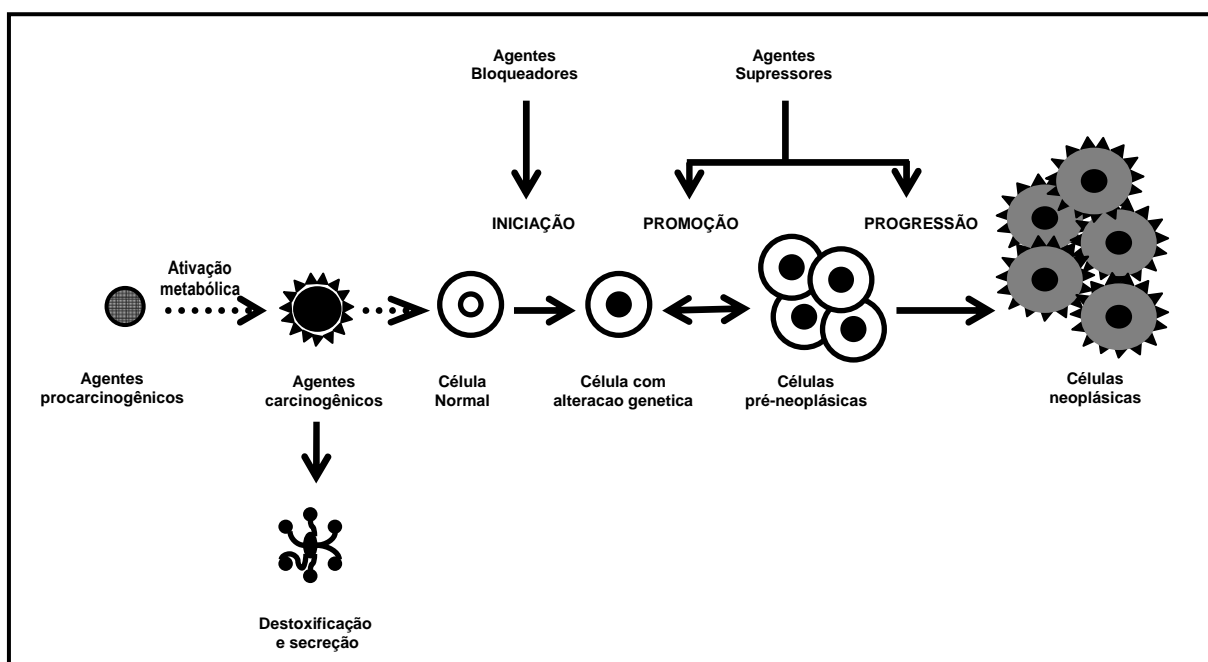 Agentes
Bloqueadores
Agentes
Supressores
INICIAÇÃO
PROMOÇÃO
PROGRESSÃO
Ativação
metabólica
Agentes
procarcinogênicos
Agentes
carcinogênicos
Célula
Normal
Célula com
alteracao genetica
Células
pré-neoplásicas
Células
neoplásicas
Destoxificação
e secreção